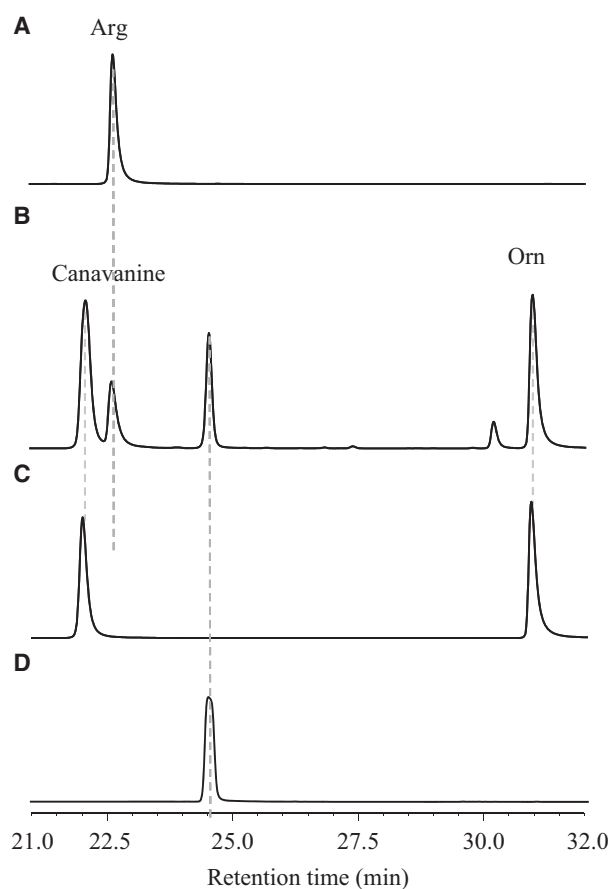 A
Arg
B
Canavanine
Orn
C
D
21.0 22.5 25.0 27.5 30.0 32.0
Retention time (min)